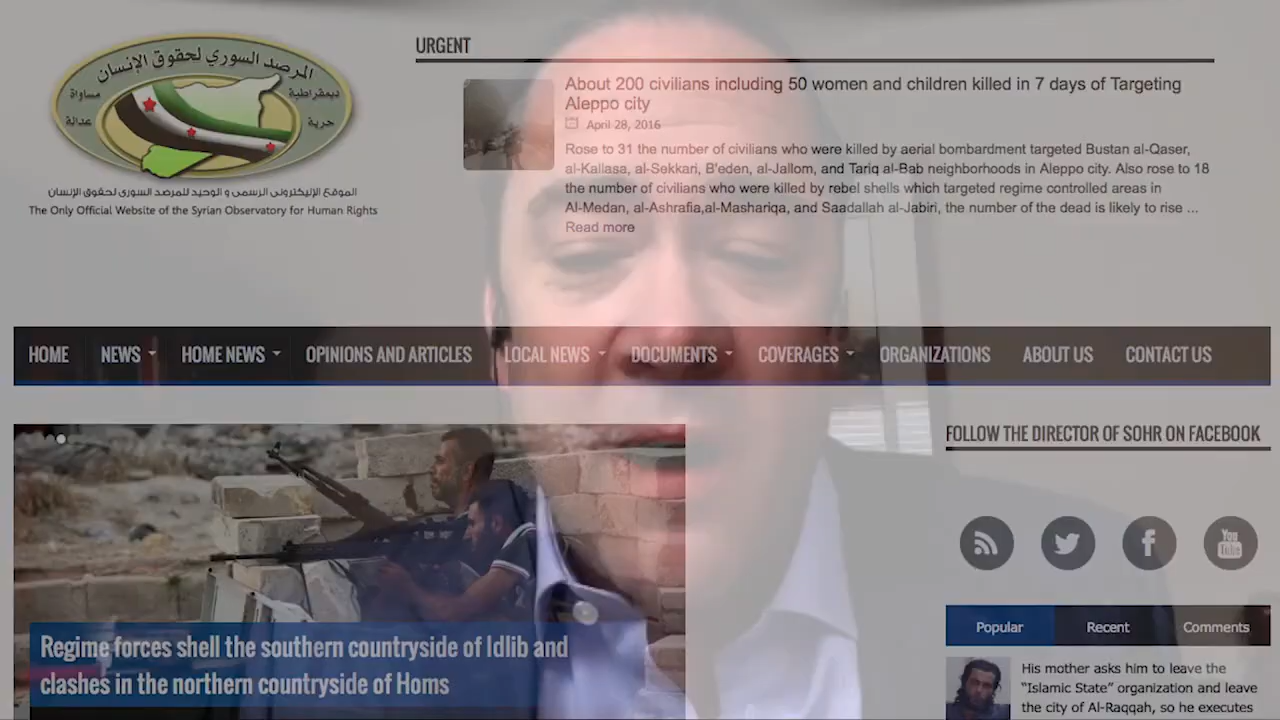 المرصد السوري لحقوق الإنسان
مساواة
ديمقراطية
عدالة
حرية
الموقع الإليكتروني الرسمي و الوحيد للمرصد السوري لحقوق الإنسان
The Only Official Website of the Syrian Observatory for Human Rights
URGENT
About 200 civilians including 50 women and children killed in 7 days of Targeting
Aleppo city
April 28, 2016
Rose to 31 the number of civilians who were killed by aerial bombardment targeted Bustan al-Qaser,
al-Kallasa, al-Sekkari, B'eden, al-Jallom, and Tariq al-Bab neighborhoods in Aleppo city. Also rose to 18
the number of civilians who were killed by rebel shells which targeted regime controlled areas in
Al-Medan, al-Ashrafia,al-Mashariqa, and Saadallah al-Jabiri, the number of the dead is likely to rise ...
Read more
HOME NEWS HOME NEWS OPINIONS AND ARTICLES LOCAL NEWS DOCUMENTS COVERAGES ORGANIZATIONS ABOUT US CONTACT US
FOLLOW THE DIRECTOR OF SOHR ON FACEBOOK
You
Tube
Regime forces shell the southern countryside of Idlib and
clashes in the northern countryside of Homs
Popular Recent Comments
His mother asks him to leave the
“Islamic State” organization and leave
the city of Al-Raqqah, so he executes